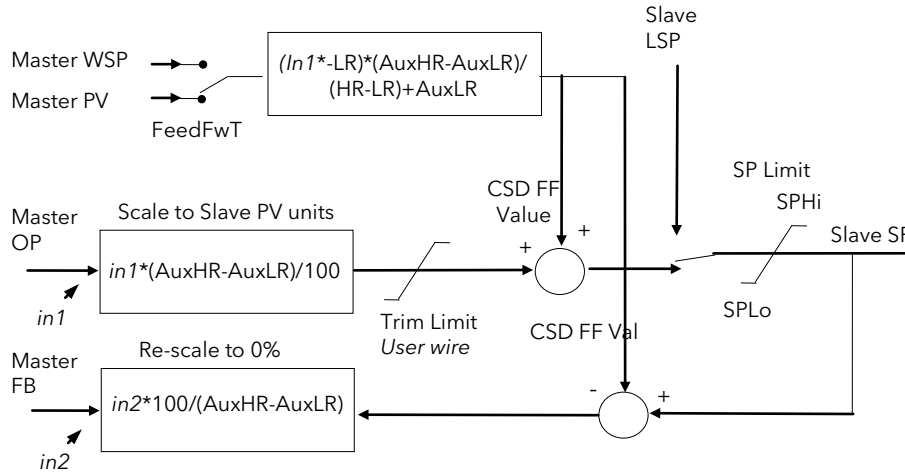 Slave
LSP
Master WSP
Master PV
FeedFwT
(In1*-LR)*(AuxHR-AuxLR)/
(HR-LR)+AuxLR
SP Limit
SPHi
CSD FF
Value
Master
OP
Scale to Slave PV units
+
+
Slave SP
in1*(AuxHR-AuxLR)/100
in1
Trim Limit
User wire
SPLo
CSD FF Val
Re-scale to 0%
Master
FB
in2*100/(AuxHR-AuxLR)
-
+
in2